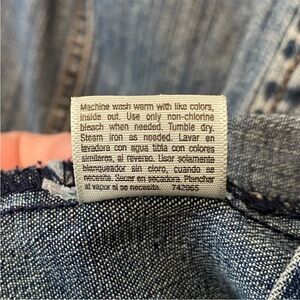 Machine wash warm with like colors,
inside out. Use only non-chlorine
bleach when needed. Tumble dry.
Steam iron as needed. Lavar en
lavadora con agua tibia con colores
similares, al reverso. Usar solamente
blanqueador sin cloro, cuando se
necesita. Sacar en secadora. Planchar
al vapor si se necesita. 742965